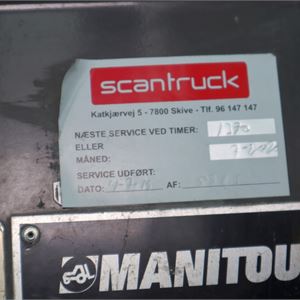 scantruck
Katkjærvej 5 - 7800 Skive - Tlf. 96 147 147
NÆSTE SERVICE VED TIMER:
ELLER
MÅNED:
SERVICE UDFØRT:
DATO: AF:
MANITOU